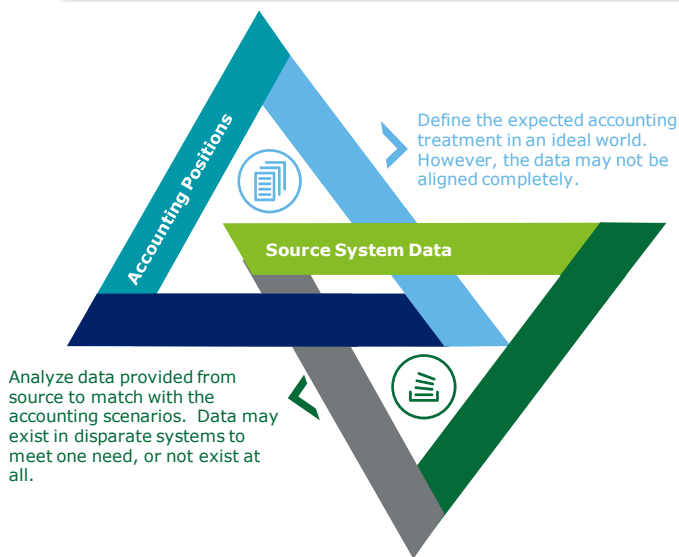 Define the expected accounting
treatment in an ideal world.
However, the data may not be
aligned completely.
Accounting Positions
Source System Data
Analyze data provided from
source to match with the
accounting scenarios.  Data may
exist in disparate systems to
meet one need, or not exist at
all.